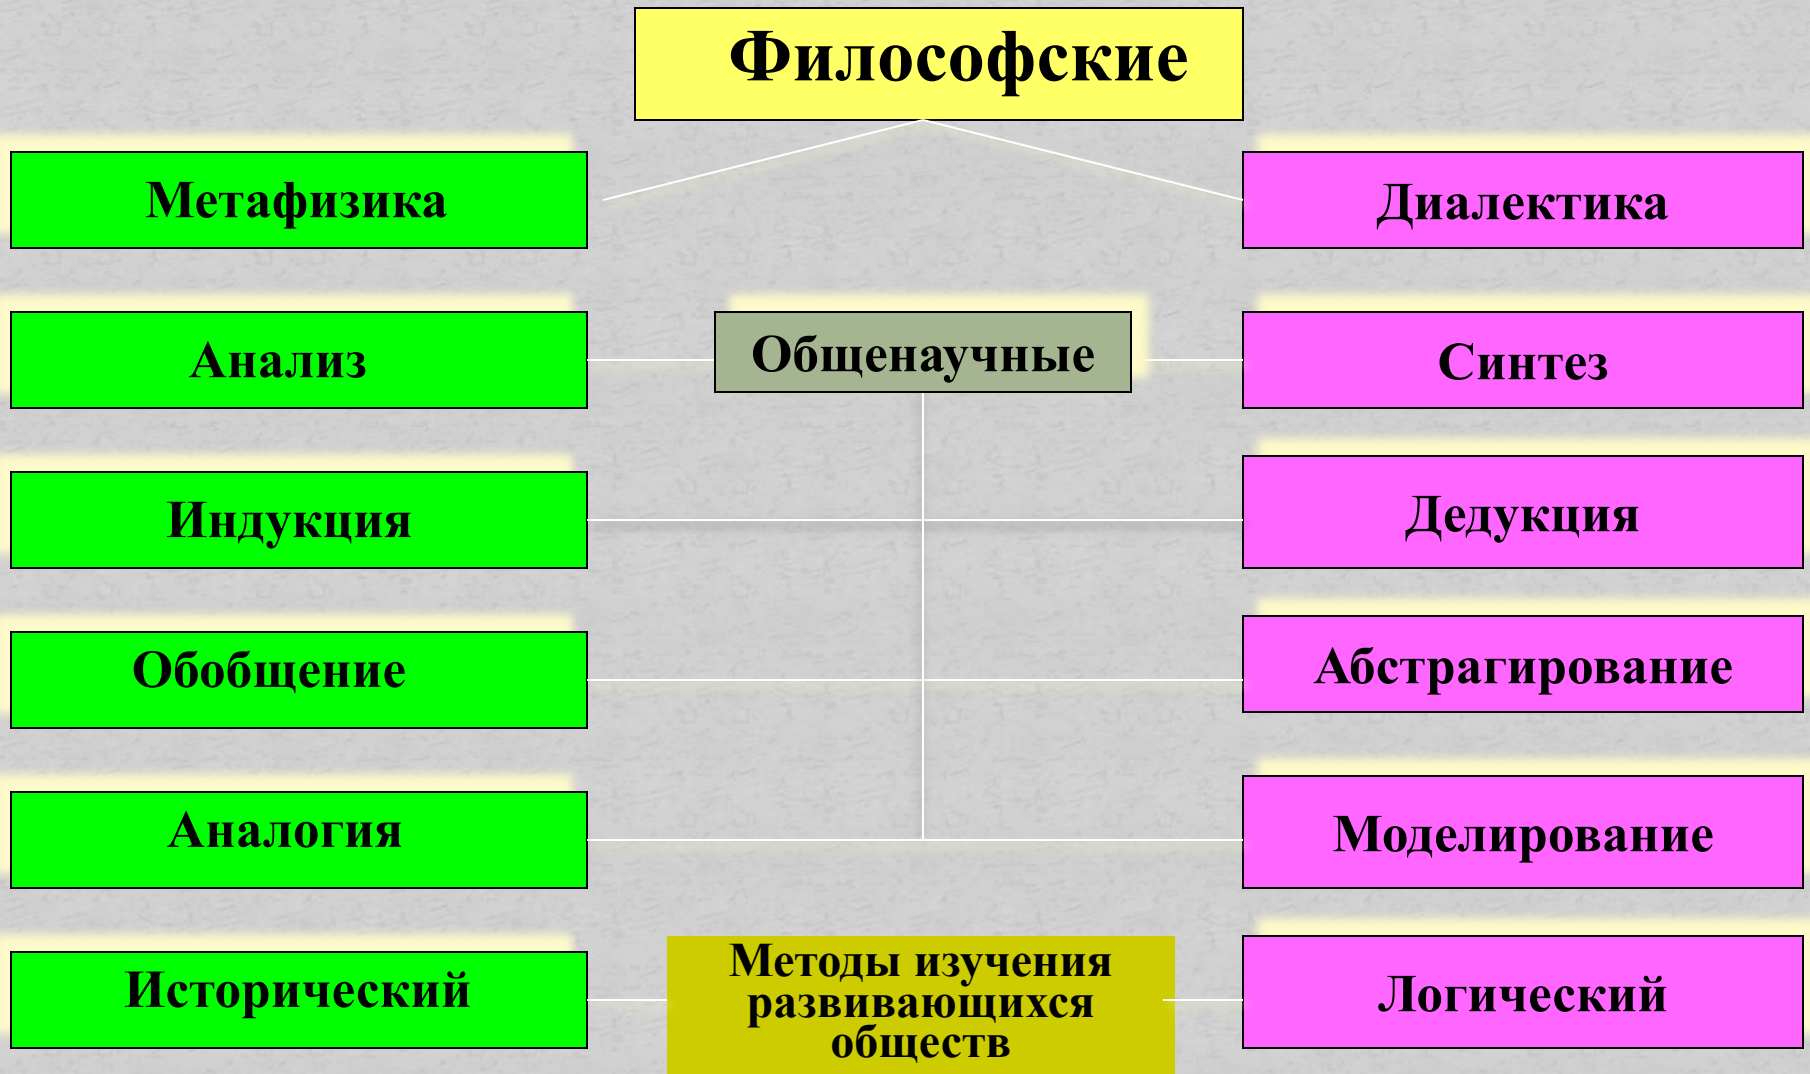 Философские
Метафизика
Диалектика
Анализ
Общенаучные
Синтез
Индукция
Дедукция
Обобщение
Абстрагирование
Аналогия
Моделирование
Исторический
Методы изучения
развивающихся
обществ
Логический